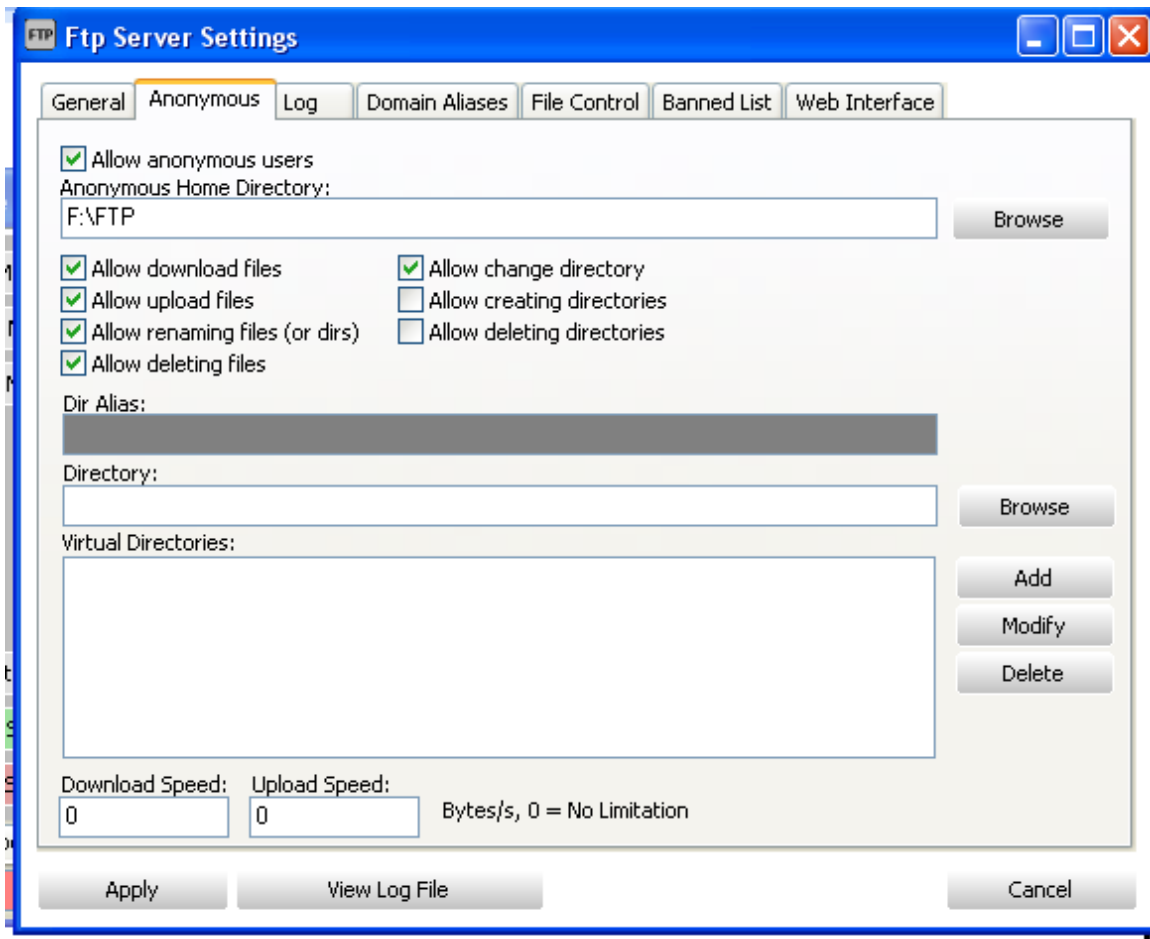 FTP Ftp Server Settings
General Anonymous Log Domain Aliases File Control Banned List Web Interface
Allow anonymous users
Anonymous Home Directory:
F:\FTP Browse
Allow download files Allow change directory
Allow upload files Allow creating directories
Allow renaming files (or dirs) Allow deleting directories
Allow deleting files
Dir Alias:
Directory:
Browse
Virtual Directories:
Add
Modify
Delete
Download Speed: Upload Speed:
0 0 Bytes/s, 0 = No Limitation
Apply View Log File Cancel